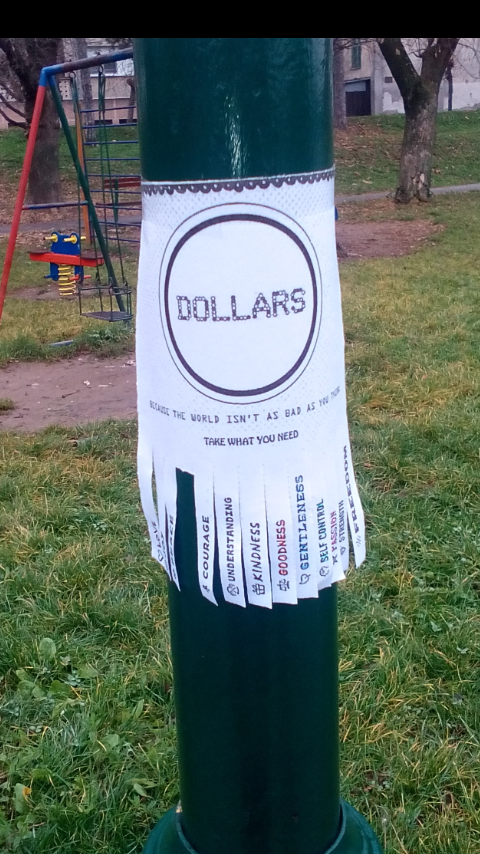 DOLLARS
BECAUSE THE WORLD ISN'T AS BAD AS YOU THINK
TAKE WHAT YOU NEED
COURAGE
UNDERSTANDING
KINDNESS
GOODNESS
GENTLENESS
SELF CONTROL
PASSION
STRENGTH
FREEDOM